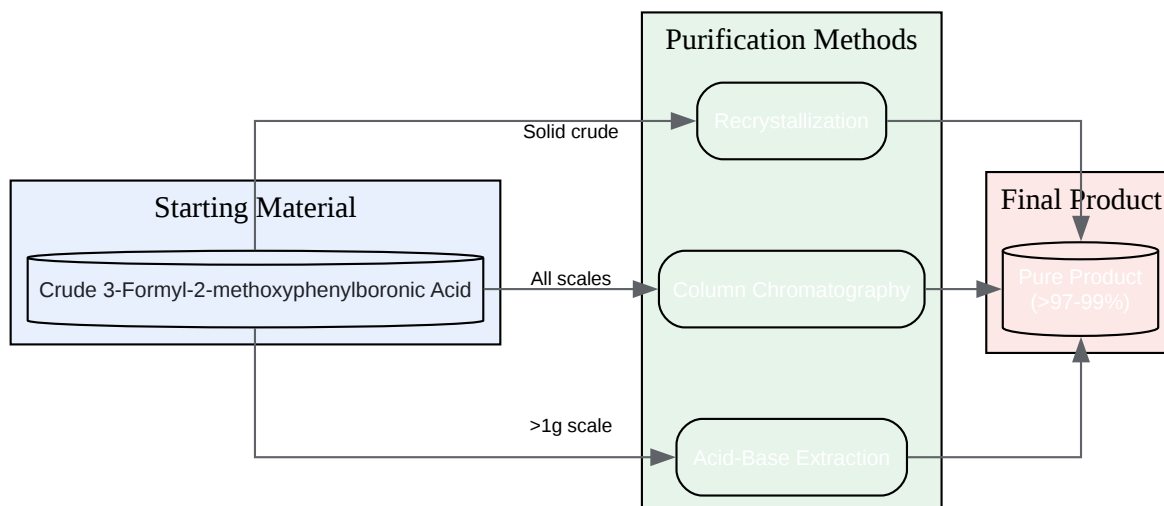 Purification Methods
Recrystallization
Solid crude
Starting Material
Final Product
Crude 3-Formyl-2-methoxyphenylboronic Acid
All scales
Column Chromatography
Pure Product
(>97-99%)
>1g scale
Acid-Base Extraction